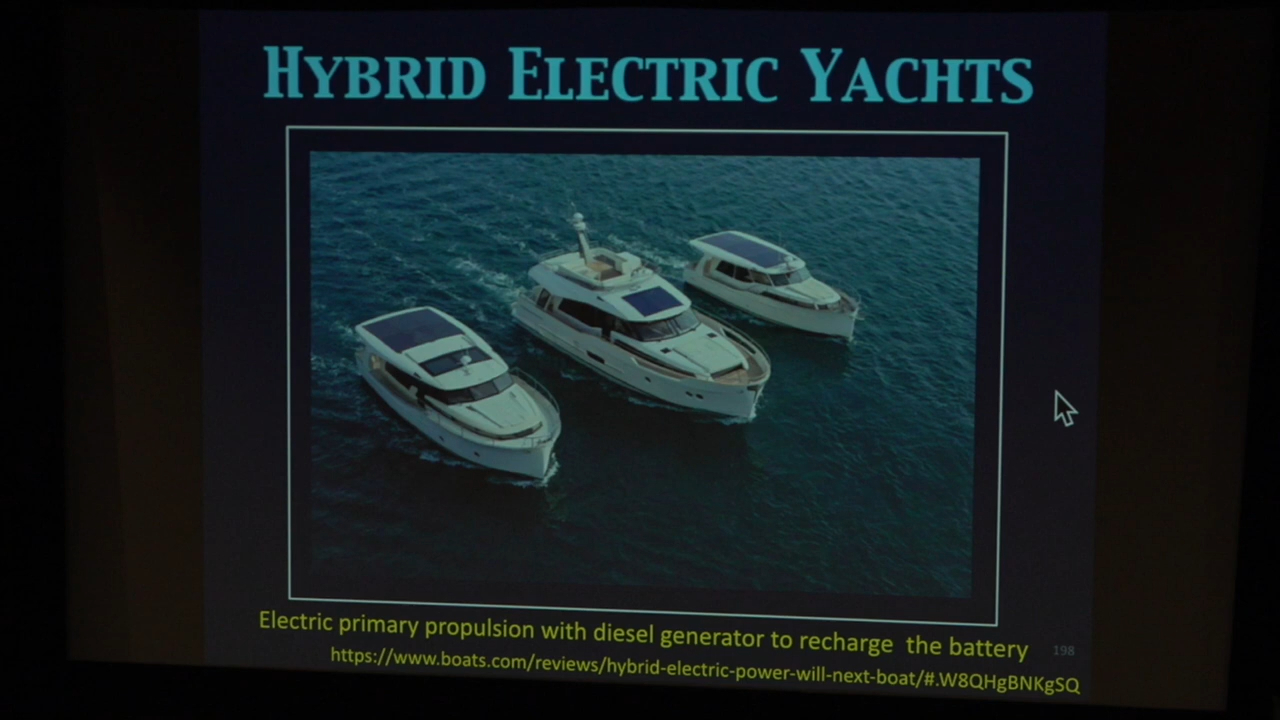 HYBRID ELECTRIC YACHTS
Electric primary propulsion with diesel generator to recharge the battery
198
https://www.boats.com/reviews/hybrid-electric-power-will-next-boat/#.W8QHgBNKgSQ